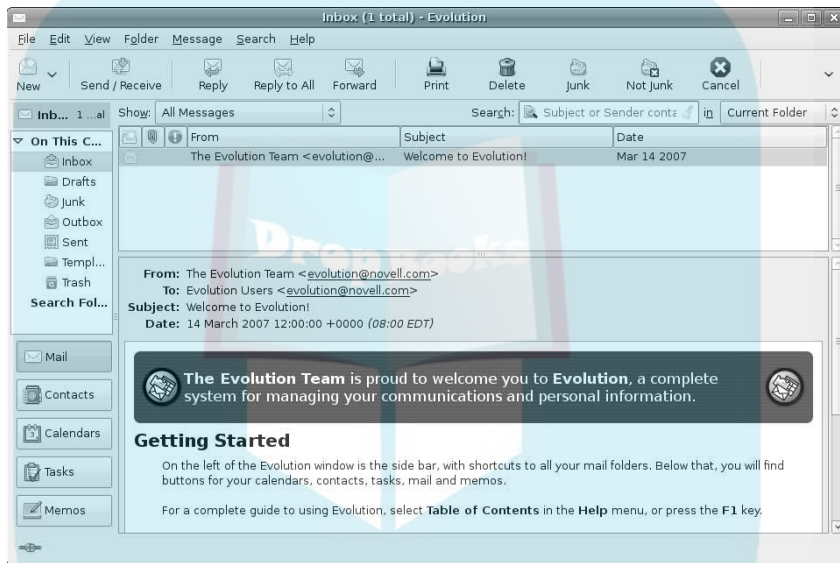 Inbox (1 total) - Evolution
File Edit View Folder Message Search Help
New Send / Receive Reply Reply to All Forward Print Delete Junk Not Junk Cancel
Inb... 1 ...al Show: All Messages Search: Subject or Sender conta in Current Folder
On This C...
Inbox
Drafts
Junk
Outbox
Sent
Templ...
Trash
Search Fol...
Mail
Contacts
Calendars
Tasks
Memos
From Subject Date
The Evolution Team <evolution@... Welcome to Evolution! Mar 14 2007
DropBooks
From: The Evolution Team <evolution@novell.com>
To: Evolution Users <evolution@novell.com>
Subject: Welcome to Evolution!
Date: 14 March 2007 12:00:00 +0000 (08:00 EDT)
The Evolution Team is proud to welcome you to Evolution, a complete
system for managing your communications and personal information.
Getting Started
On the left of the Evolution window is the side bar, with shortcuts to all your mail folders. Below that, you will find
buttons for your calendars, contacts, tasks, mail and memos.
For a complete guide to using Evolution, select Table of Contents in the Help menu, or press the F1 key.